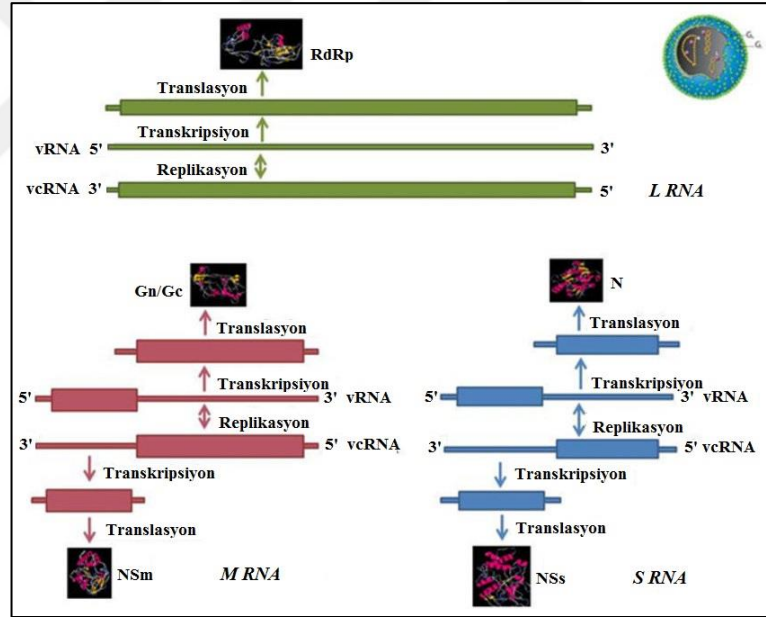 G.
G.
RdRp
Translasyon
Transkripsiyon
vRNA 5' 3'
Replikasyon
vcRNA 3' 5'
L RNA
Gn/Gc
Translasyon
Transkripsiyon
5' 3' vRNA
Replikasyon
3' 5' vcRNA
Transkripsiyon
Translasyon
NSm
M RNA
N
Translasyon
Transkripsiyon
5' 3' vRNA
Replikasyon
3' 5' vcRNA
Transkripsiyon
Translasyon
NSs
S RNA